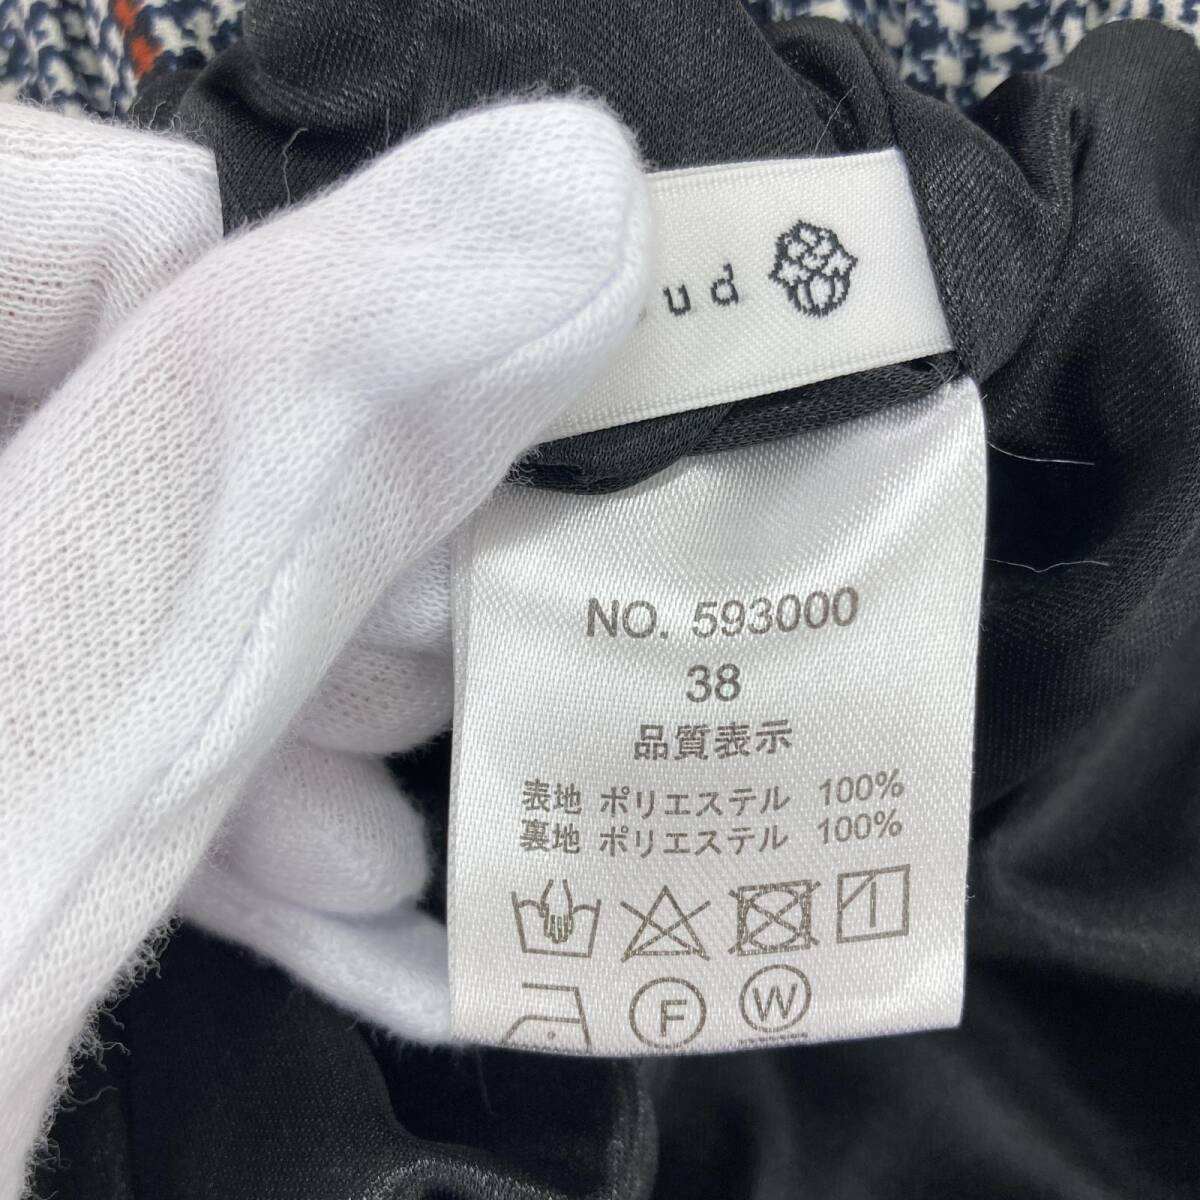 NO. 593000
38
品質表示
表地 ポリエステル 100%
裏地 ポリエステル 100%
F
W